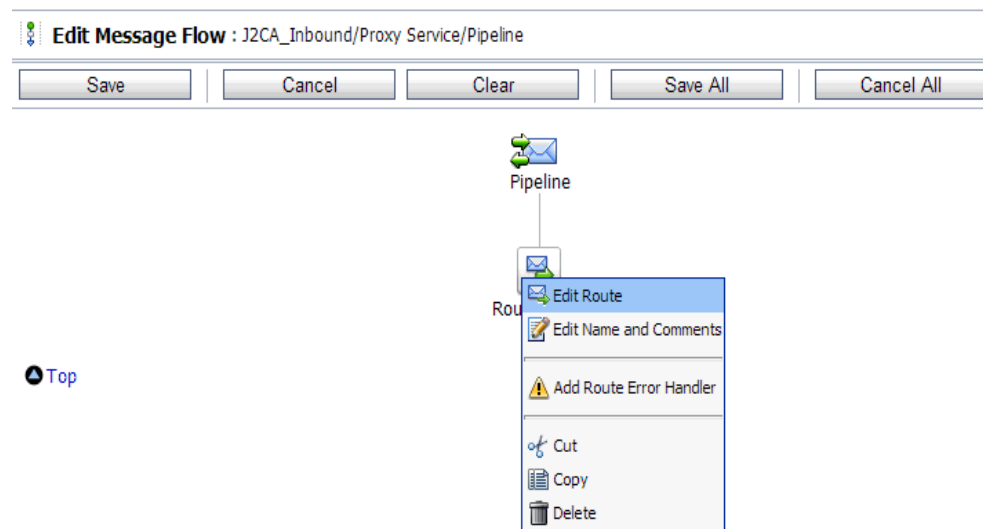 Edit Message Flow : J2CA_Inbound/Proxy Service/Pipeline
Save Cancel Clear Save All Cancel All
Pipeline
Rou
Edit Route
Edit Name and Comments
Add Route Error Handler
Top
Cut
Copy
Delete